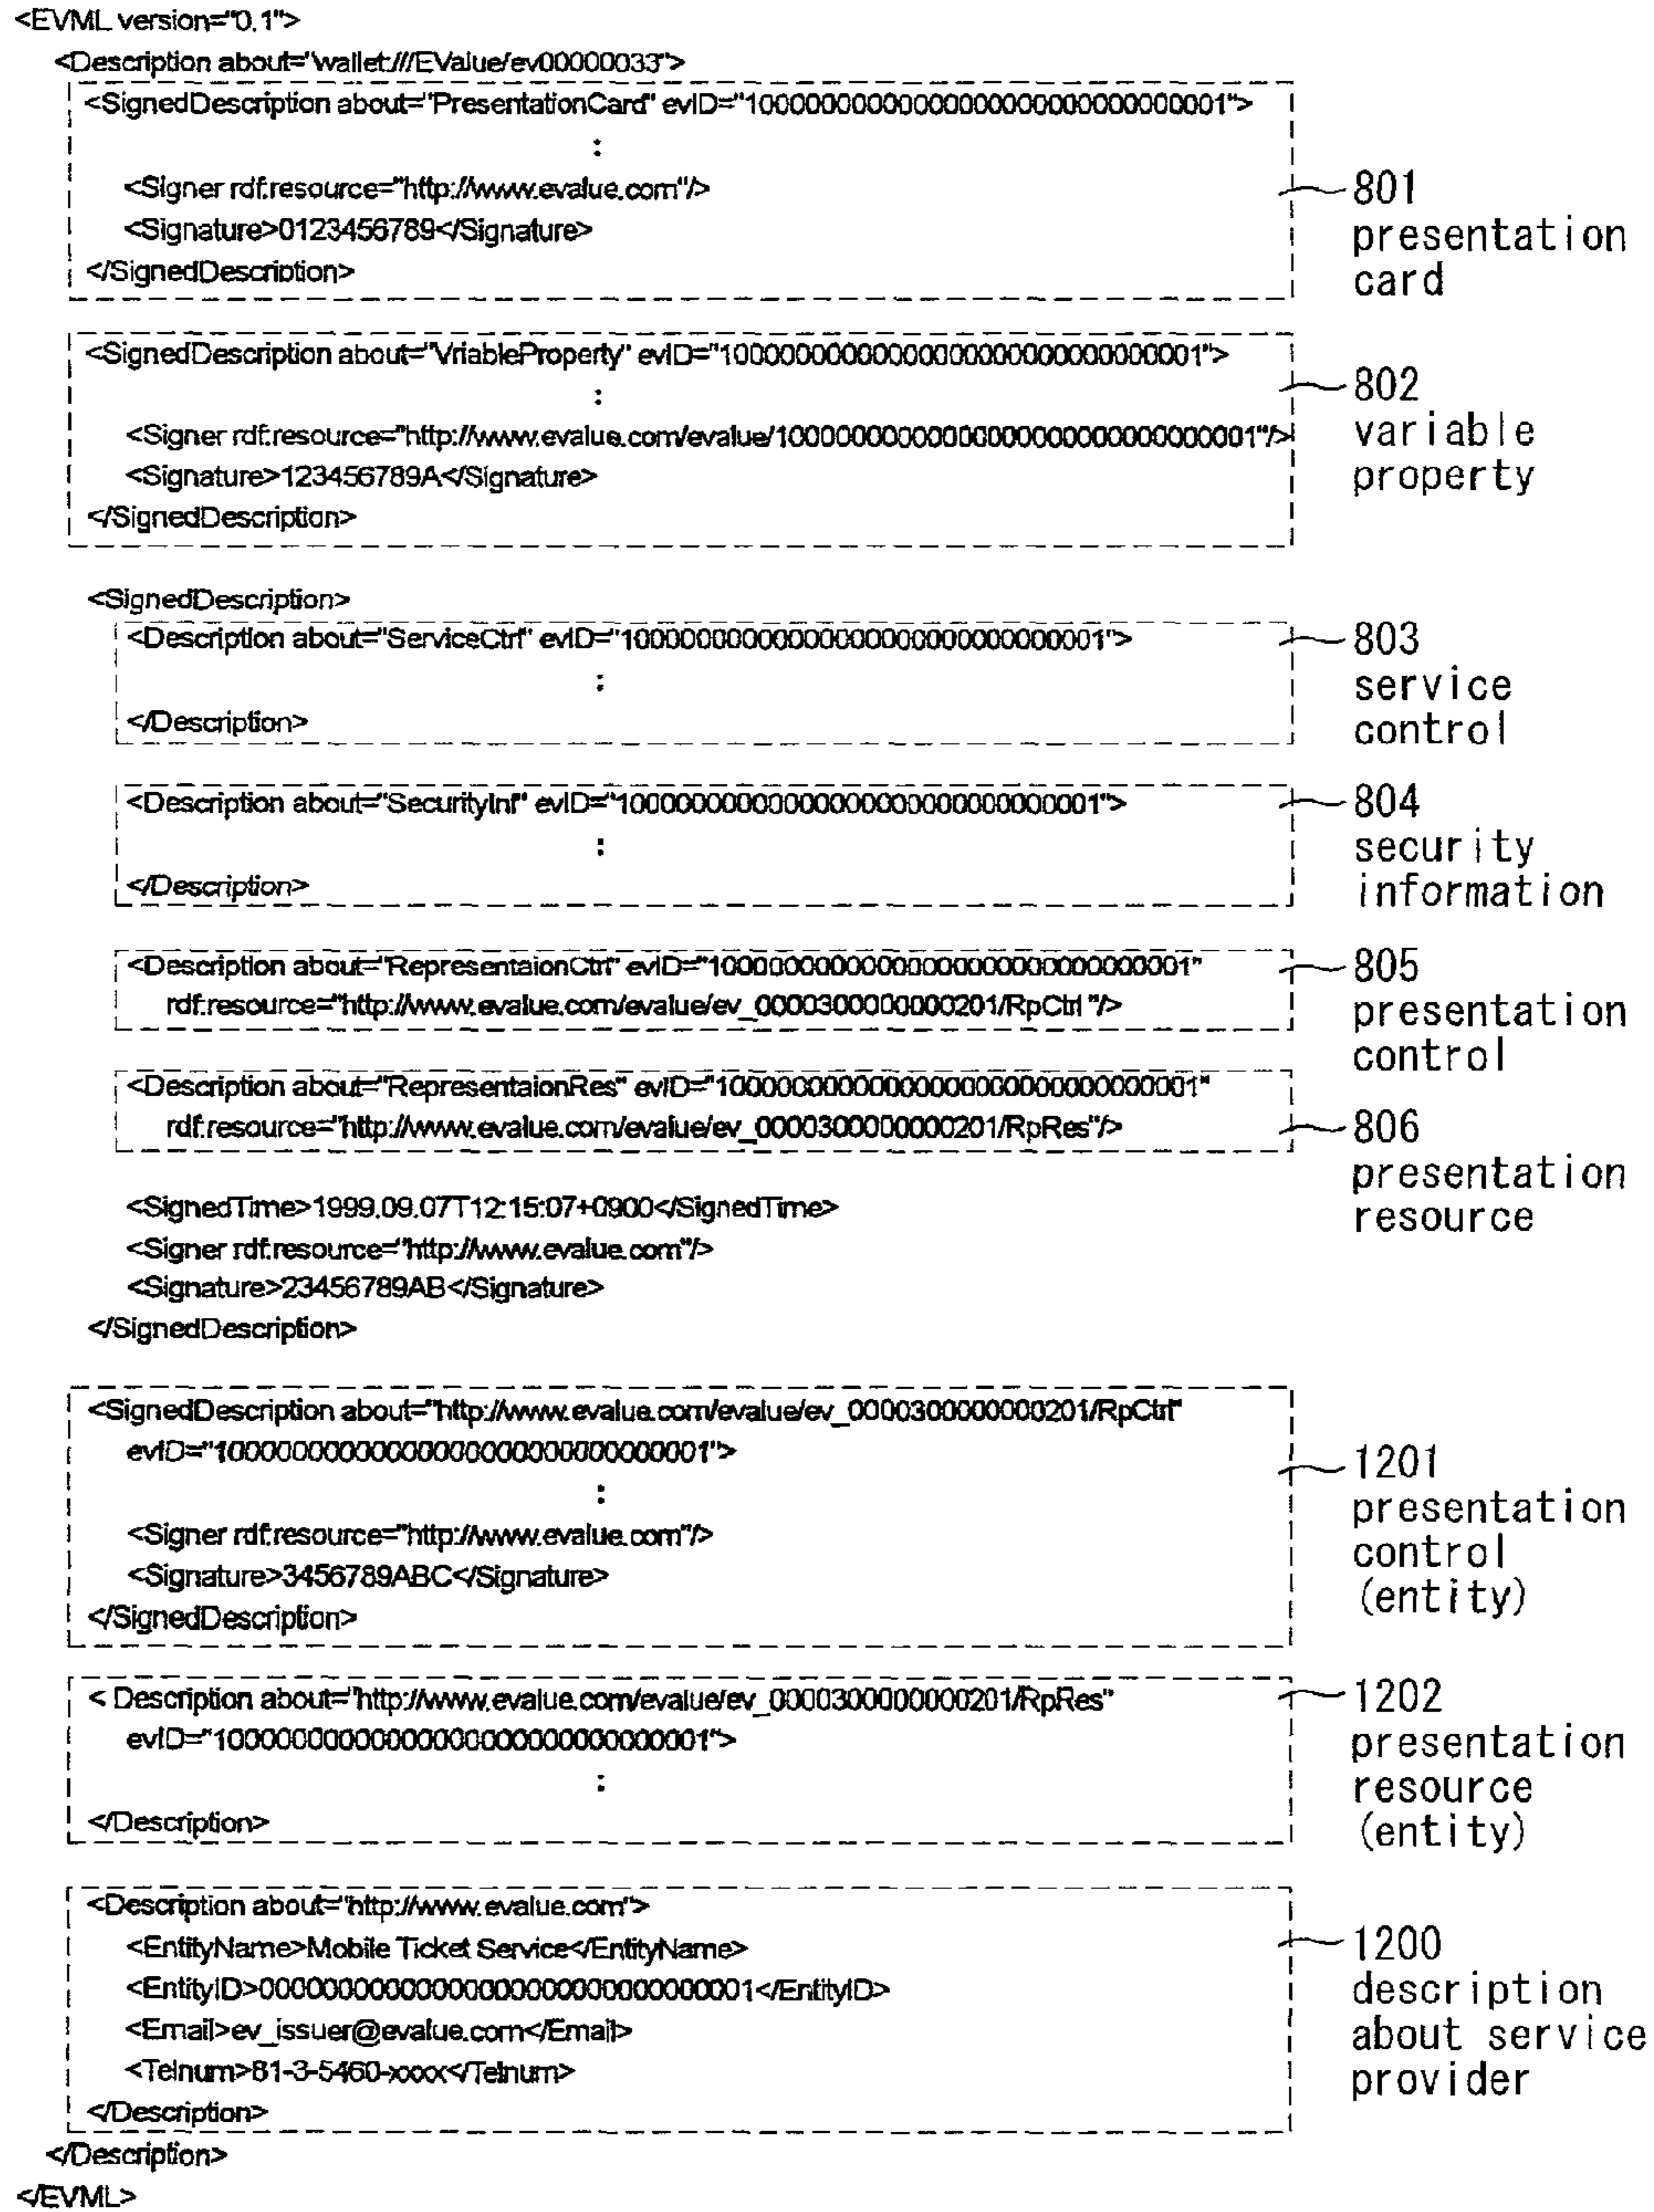 <EVML version="0.1">
<Description about="wallet:///EValue/ev00000033">
<SignedDescription about="PresentationCard" evID="10000000000000000000000000000001">
:
<Signer rdf:resource="http://www.evalue.com"/>
<Signature>0123456789</Signature>
</SignedDescription>
801
presentation
card
<SignedDescription about="VriableProperty" evID="10000000000000000000000000000001">
:
<Signer rdf:resource="http://www.evalue.com/evalue/10000000000000000000000000000001"/>
<Signature>123456789A</Signature>
</SignedDescription>
802
variable
property
<SignedDescription>
<Description about="ServiceCtrl" evID="10000000000000000000000000000001">
:
</Description>
803
service
control
<Description about="SecurityInf" evID="10000000000000000000000000000001">
:
</Description>
804
security
information
<Description about="RepresentaionCtrl" evID="10000000000000000000000000000001"
rdf:resource="http://www.evalue.com/evalue/ev_0000300000000201/RpCtrl "/>
805
presentation
control
<Description about="RepresentaionRes" evID="10000000000000000000000000000001"
rdf:resource="http://www.evalue.com/evalue/ev_0000300000000201/RpRes"/>
806
presentation
resource
<SignedTime>1999.09.07T12:15:07+0900</SignedTime>
<Signer rdf:resource="http://www.evalue.com"/>
<Signature>23456789AB</Signature>
</SignedDescription>
<SignedDescription about="http://www.evalue.com/evalue/ev_0000300000000201/RpCtrl"
evID="10000000000000000000000000000001">
:
<Signer rdf:resource="http://www.evalue.com"/>
<Signature>3456789ABC</Signature>
</SignedDescription>
1201
presentation
control
(entity)
< Description about="http://www.evalue.com/evalue/ev_0000300000000201/RpRes"
evID="10000000000000000000000000000001">
:
</Description>
1202
presentation
resource
(entity)
<Description about="http://www.evalue.com">
<EntityName>Mobile Ticket Service</EntityName>
<EntityID>00000000000000000000000000000001</EntityID>
<Email>ev_issuer@evalue.com</Email>
<Telnum>81-3-5460-xxxx</Telnum>
</Description>
1200
description
about service
provider
</Description>
</EVML>